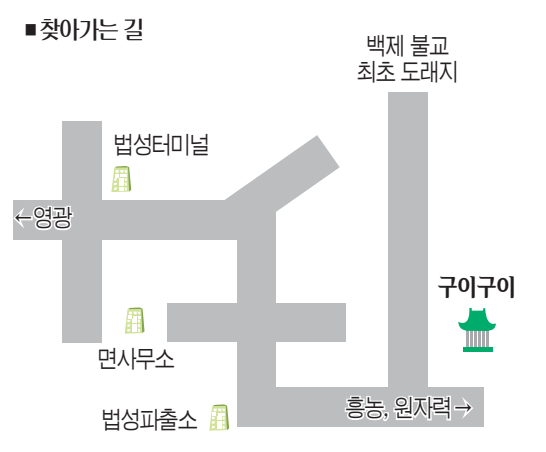 ■ 찾아가는 길
백제 불교
최초 도래지
법성터미널
←영광
구이구이
면사무소
흥농, 원자력→
법성파출소